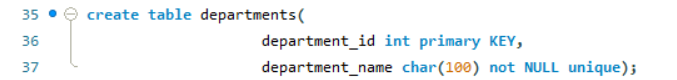 35 create table departments(
36 department_id int primary KEY,
37 department_name char(100) not NULL unique);